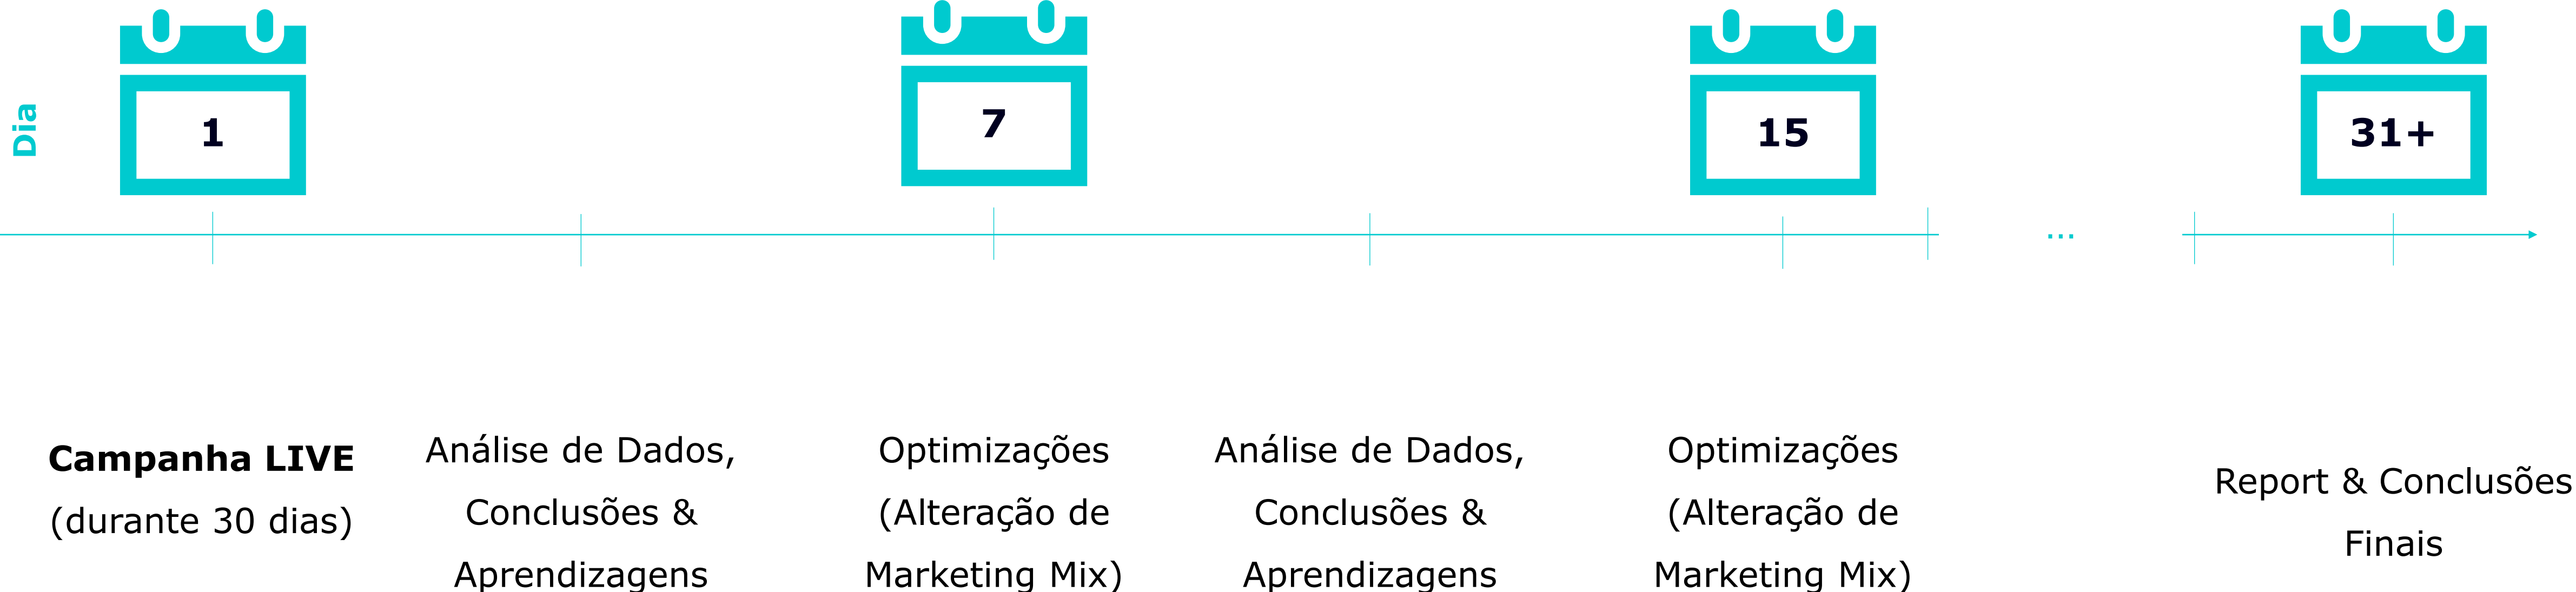 Dia
1
7
15
31+
...
Campanha LIVE
(durante 30 dias)
Análise de Dados,
Conclusões &
Aprendizagens
Optimizações
(Alteração de
Marketing Mix)
Análise de Dados,
Conclusões &
Aprendizagens
Optimizações
(Alteração de
Marketing Mix)
Report & Conclusões
Finais